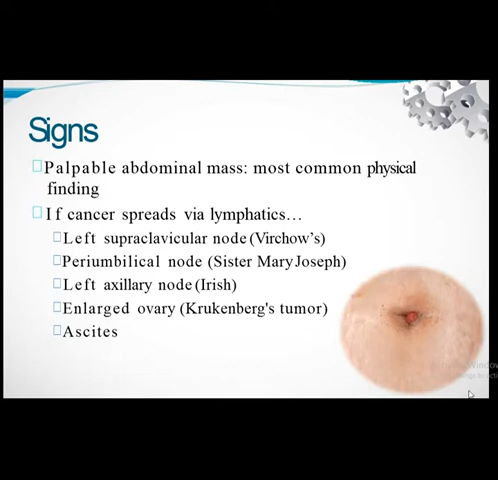 Signs
Palpable abdominal mass: most common physical
finding
If cancer spreads via lymphatics…
Left supraclavicular node (Virchow's)
Periumbilical node (Sister Mary Joseph)
Left axillary node (Irish)
Enlarged ovary (Krukenberg's tumor)
Ascites